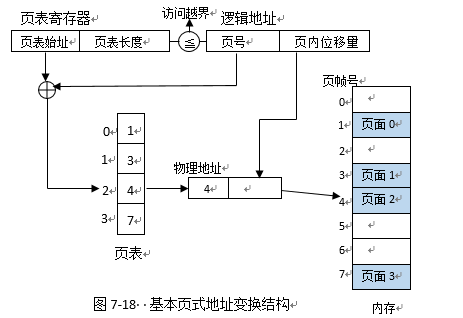 访问越界
页表寄存器
逻辑地址
页表始址 页表长度 ≦ 页号 页内位移量
页帧号
0
1 页面 0
2
3 页面 1
4 页面 2
5
6
7 页面 3
内存
0 1
1 3
2 4
3 7
页表
物理地址
4
图 7-18· ·基本页式地址变换结构